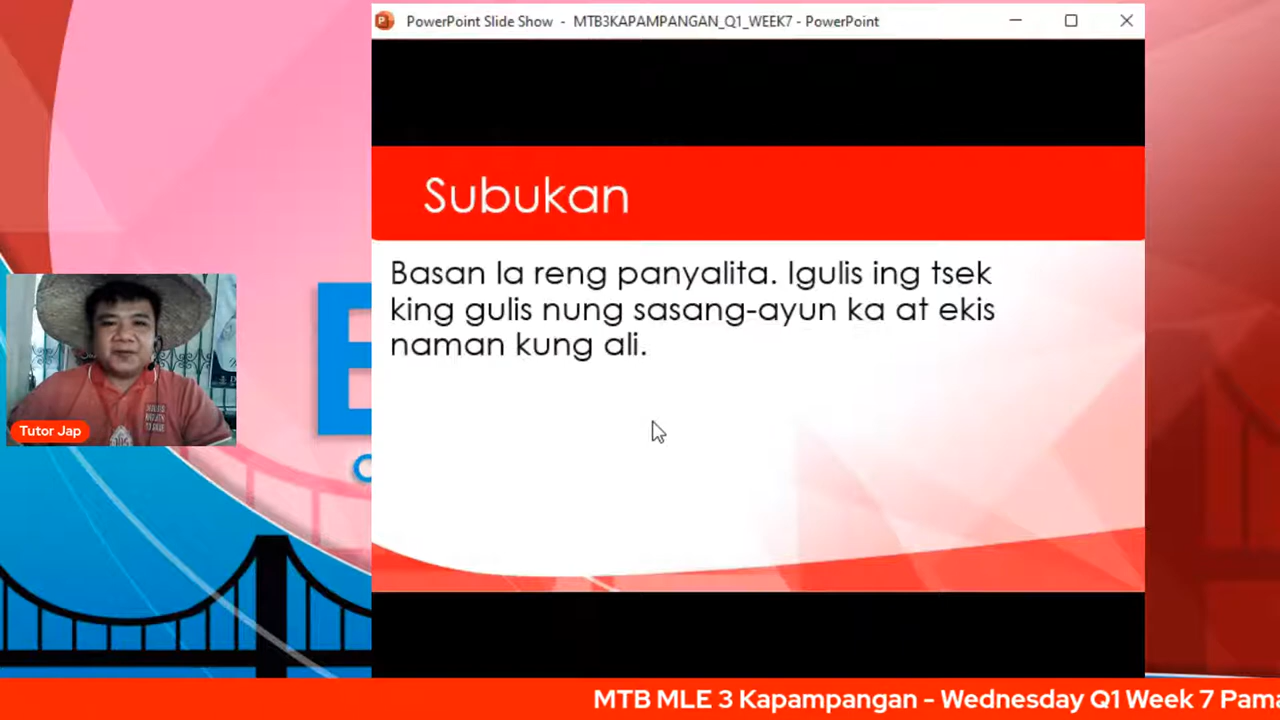 PowerPoint Slide Show - MTB3KAPAMPANGAN_Q1_WEEK7 - PowerPoint
Subukan
Basan la reng panyalita. Igulis ing tsek
king gulis nung sasang-ayun ka at ekis
naman kung ali.
Tutor Jap
MTB MLE 3 Kapampangan - Wednesday Q1 Week 7 Pama